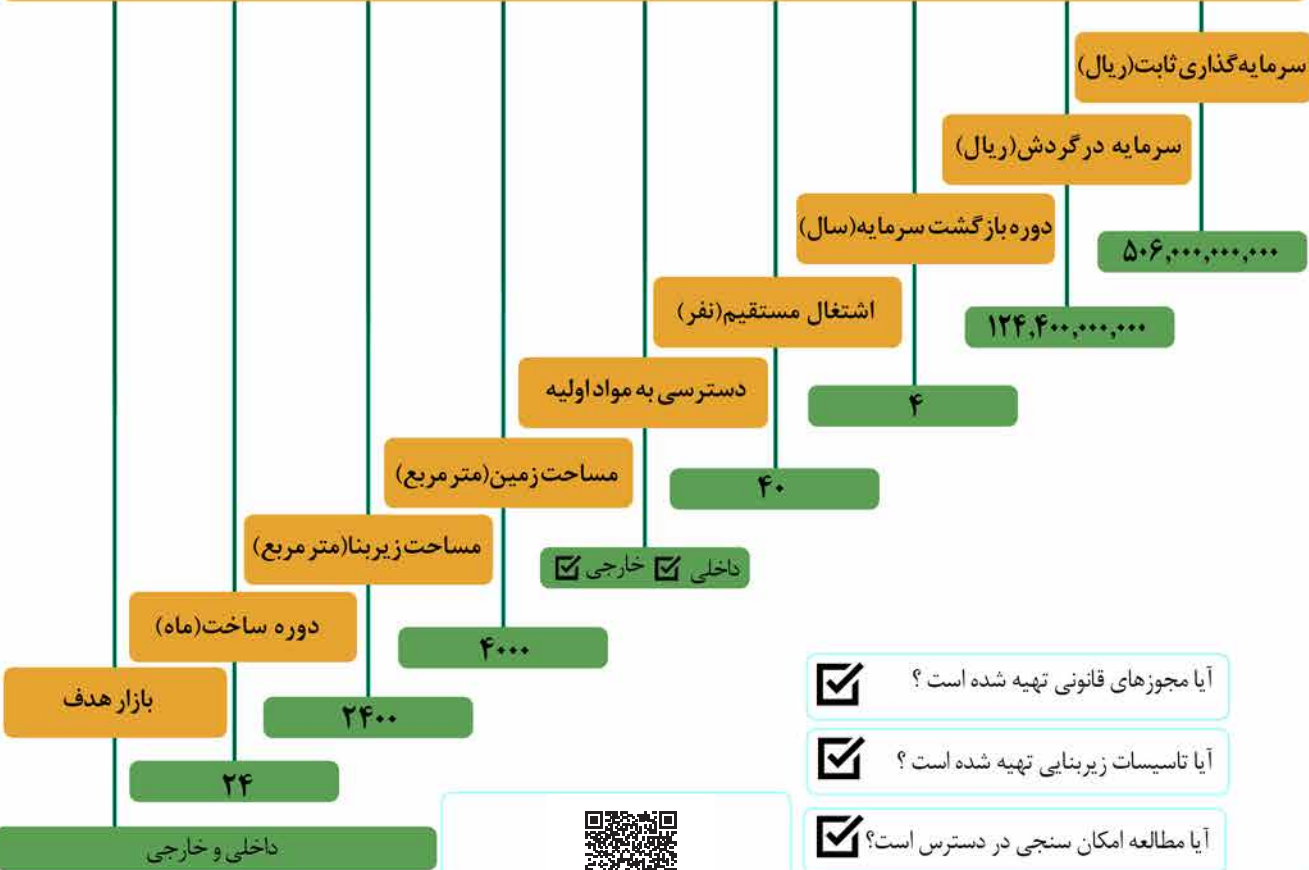 سرمایه‌گذاری ثابت(ریال)
۵۰۶,۰۰۰,۰۰۰,۰۰۰
سرمایه در گردش(ریال)
۱۲۴,۴۰۰,۰۰۰,۰۰۰
دوره بازگشت سرمایه(سال)
۴
اشتغال مستقیم(نفر)
۴۰
دسترسی به مواد اولیه
داخلی ☑ خارجی ☑
مساحت زمین(متر مربع)
۴۰۰۰
مساحت زیربنا(متر مربع)
۲۴۰۰
دوره ساخت(ماه)
۲۴
بازار هدف
داخلی و خارجی
آیا مجوزهای قانونی تهیه شده است ؟ ☑
آیا تاسیسات زیربنایی تهیه شده است ؟ ☑
آیا مطالعه امکان سنجی در دسترس است؟ ☑